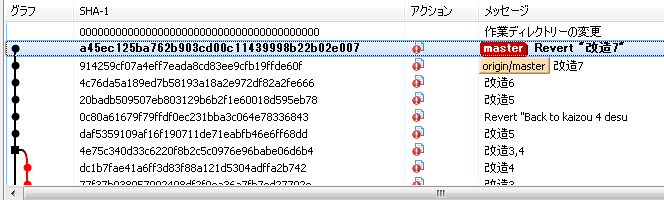 グラフ SHA-1 アクション メッセージ
0000000000000000000000000000000000000000 作業ディレクトリーの変更
a45ec125ba762b903cd00c11439998b22b02e007 master Revert "改造7"
914259cf07a4eff7eada8cd83ee9cfb19ffde60f origin/master 改造7
4c76da5a189ed7b58193a18a2e972df82a2fe666 改造6
20badb509507eb803129b6b2f1e60018d595eb78 改造5
0c80a61679f79ffdf0ec231bba3c064e78336843 Revert "Back to kaizou 4 desu
daf5359109af16f190711de71eabfb46e6ff68dd 改造5
4e75c340d33c6220f8b2c5c0976e96babe06d6b4 改造3,4
dc1b7fae41a6ff3d83f88a121d5304adffa2b742 改造4
改造3